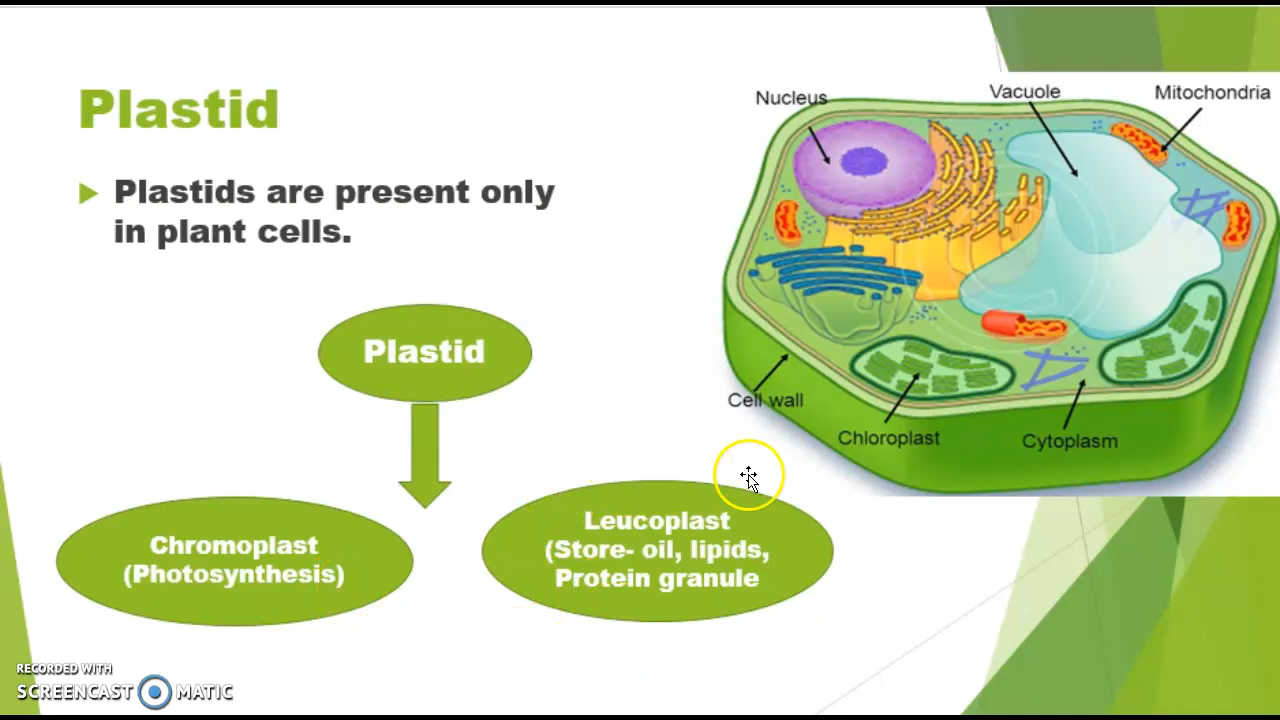 Plastid
Plastids are present only
in plant cells.
Plastid
Chromoplast
(Photosynthesis)
Leucoplast
(Store- oil, lipids,
Protein granule
Nucleus
Vacuole
Mitochondria
Cell wall
Chloroplast
Cytoplasm
RECORDED WITH
SCREENCAST MATIC